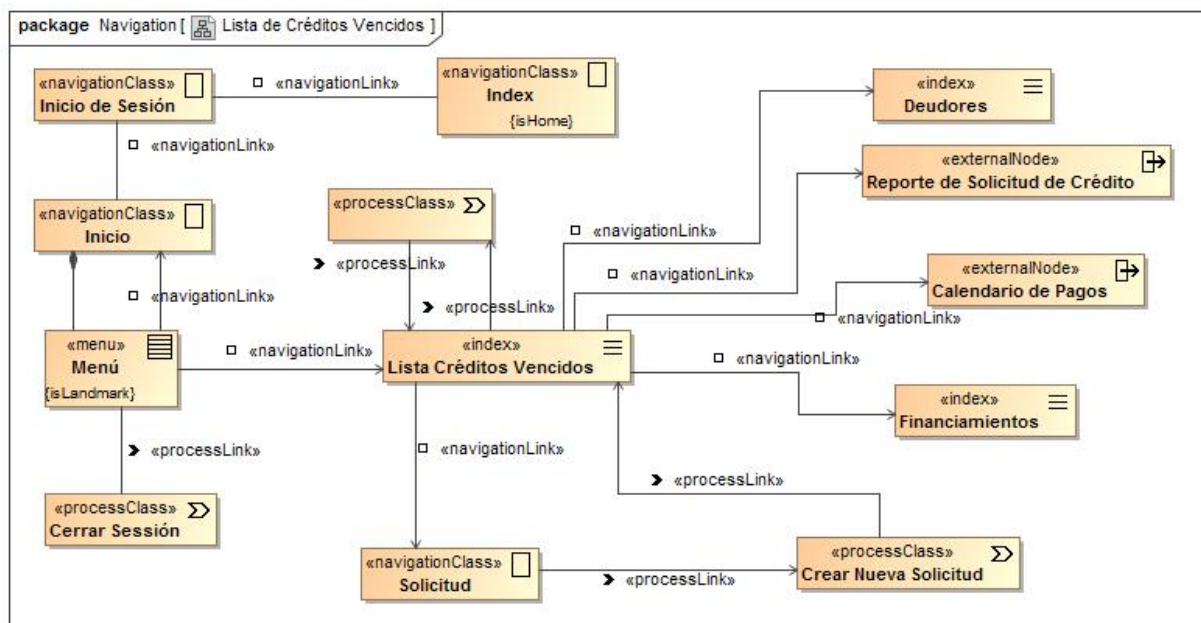 package Navigation [ Lista de Créditos Vencidos ]
«navigationClass»
Inicio de Sesión
«navigationLink»
«navigationClass»
Index
{isHome}
«index»
Deudores
«navigationLink»
«externalNode»
Reporte de Solicitud de Crédito
«navigationClass»
Inicio
«processClass»
«navigationLink»
«processLink»
«navigationLink»
«externalNode»
Calendario de Pagos
«navigationLink»
«processLink»
«navigationLink»
«menu»
Menú
{isLandmark}
«navigationLink»
«index»
Lista Créditos Vencidos
«navigationLink»
«index»
Financiamientos
«processLink»
«navigationLink»
«processLink»
«processClass»
Cerrar Sessión
«navigationClass»
Solicitud
«processLink»
«processClass»
Crear Nueva Solicitud